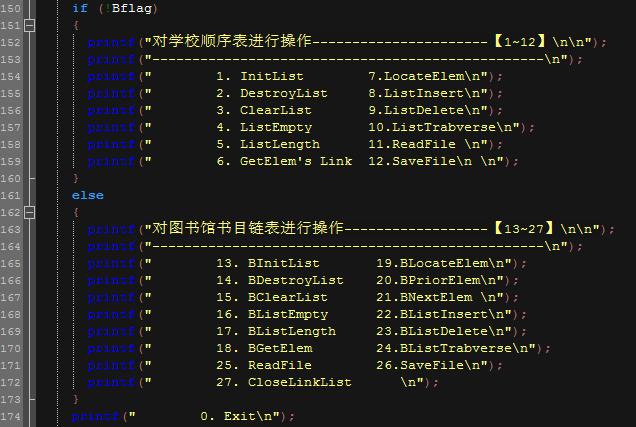 150 if (!Bflag)
151 {
152 printf("对学校顺序表进行操作----------------------【1~12】\n\n");
153 printf("-------------------------------------------------\n");
154 printf("        1. InitList        7.LocateElem\n");
155 printf("        2. DestroyList     8.ListInsert\n");
156 printf("        3. ClearList       9.ListDelete\n");
157 printf("        4. ListEmpty       10.ListTrabverse\n");
158 printf("        5. ListLength      11.ReadFile \n");
159 printf("        6. GetElem's Link  12.SaveFile\n \n");
160 }
161 else
162 {
163 printf("对图书馆书目链表进行操作------------------【13~27】\n\n");
164 printf("-------------------------------------------------\n");
165 printf("        13. BInitList       19.BLocateElem\n");
166 printf("        14. BDestroyList    20.BPriorElem\n");
167 printf("        15. BClearList      21.BNextElem \n");
168 printf("        16. BListEmpty      22.BListInsert\n");
169 printf("        17. BListLength     23.BListDelete\n");
170 printf("        18. BGetElem        24.BListTrabverse\n");
171 printf("        25. ReadFile        26.SaveFile\n");
172 printf("        27. CloseLinkList      \n");
173 }
174 printf("        0. Exit\n");